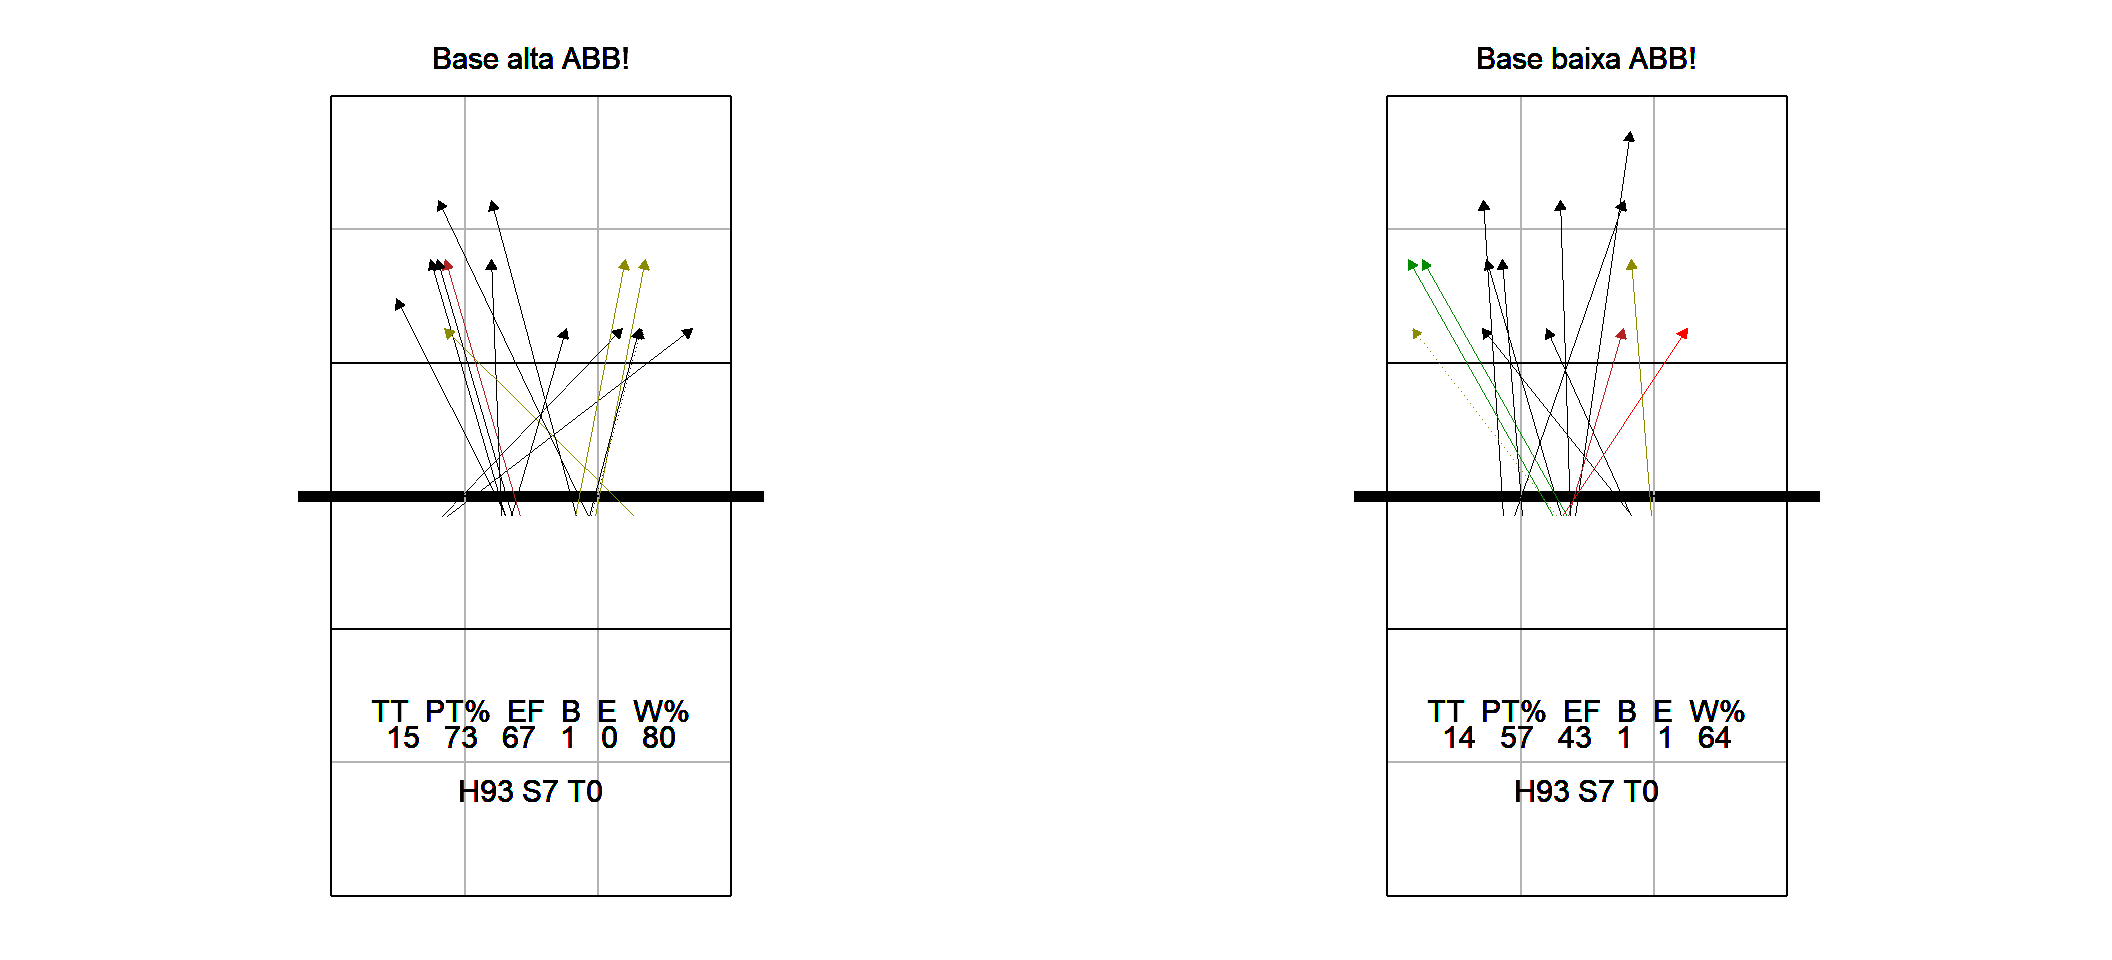 Base alta ABB!
TT PT% EF B E W%
15 73 67 1 0 80
H93 S7 T0
Base baixa ABB!
TT PT% EF B E W%
14 57 43 1 1 64
H93 S7 T0